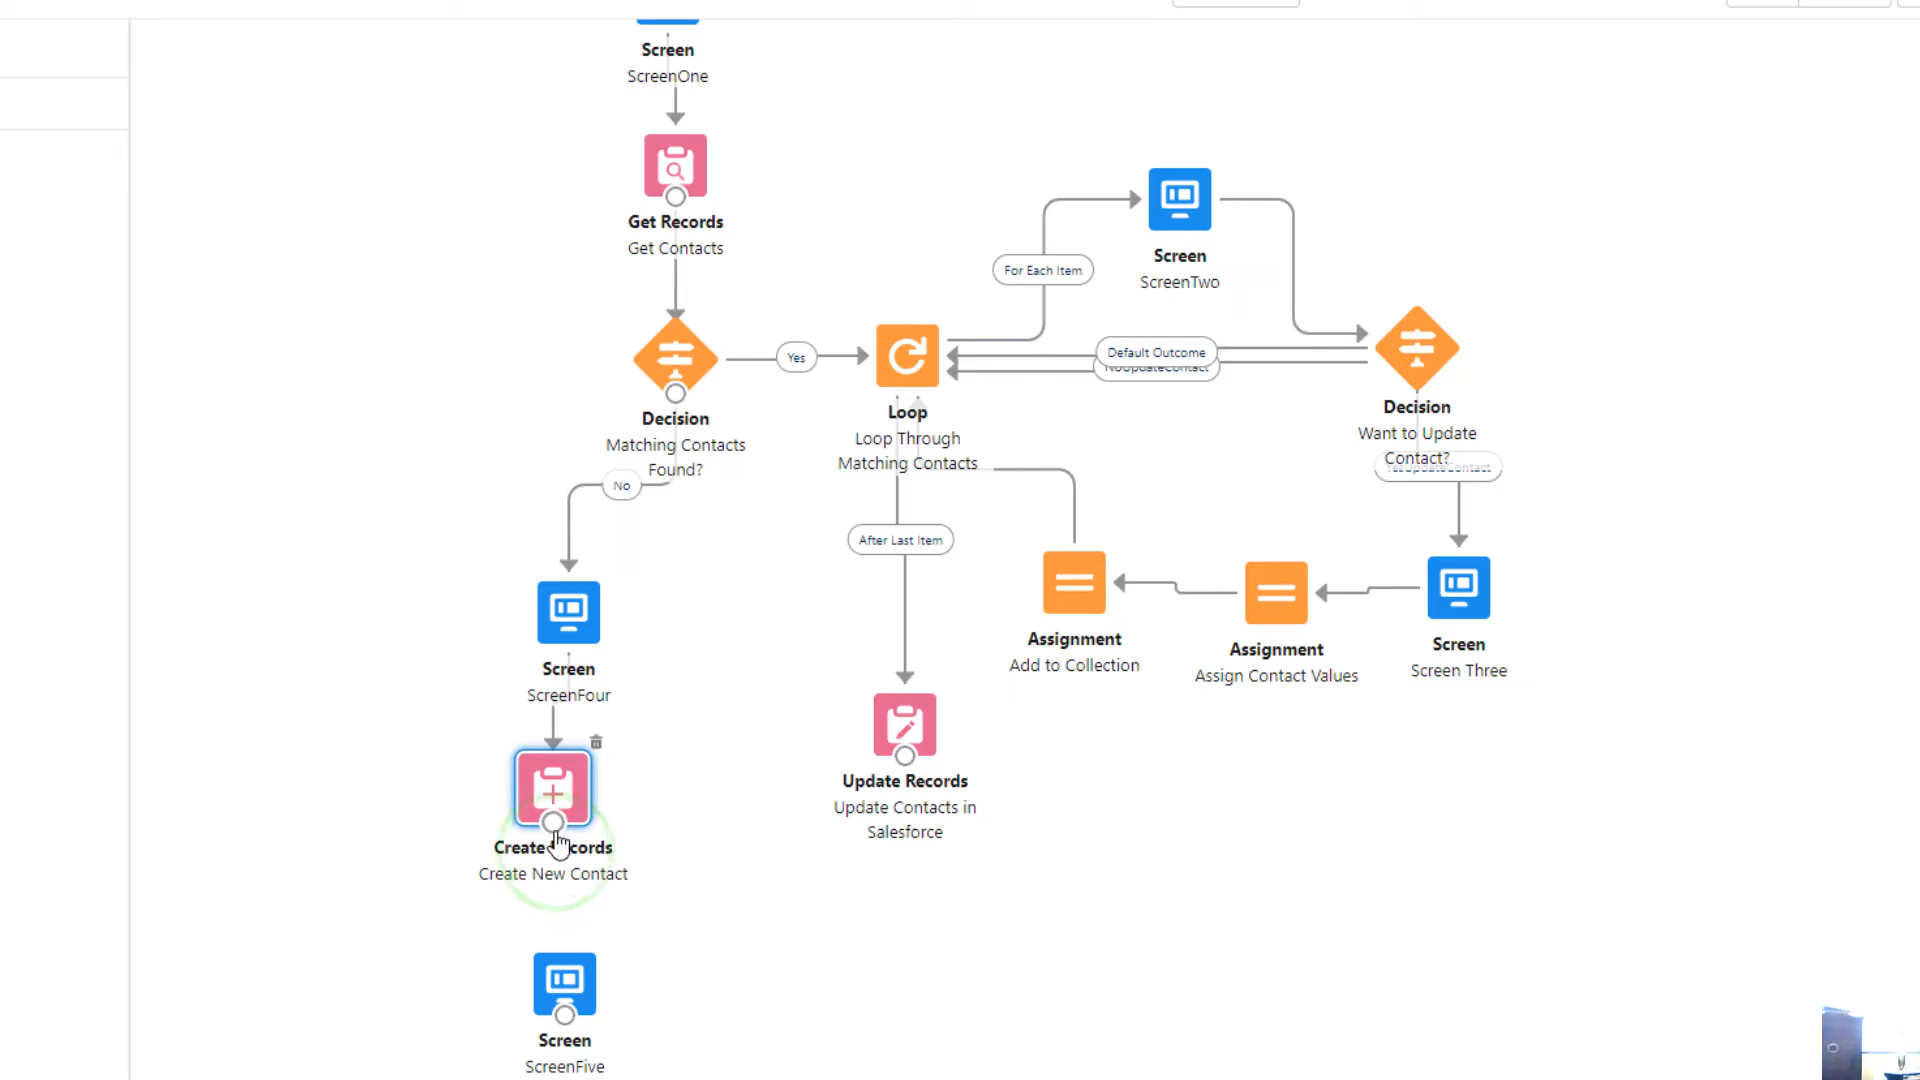 Screen
ScreenOne
Get Records
Get Contacts
Screen
ScreenTwo
For Each Item
Yes
Default Outcome
NoUpdateContact
Decision
Matching Contacts
Found?
Loop
Loop Through
Matching Contacts
Decision
Want to Update
Contact?
YesUpdateContact
No
After Last Item
Assignment
Add to Collection
Assignment
Assign Contact Values
Screen
Screen Three
Screen
ScreenFour
Update Records
Update Contacts in
Salesforce
Create Records
Create New Contact
Screen
ScreenFive